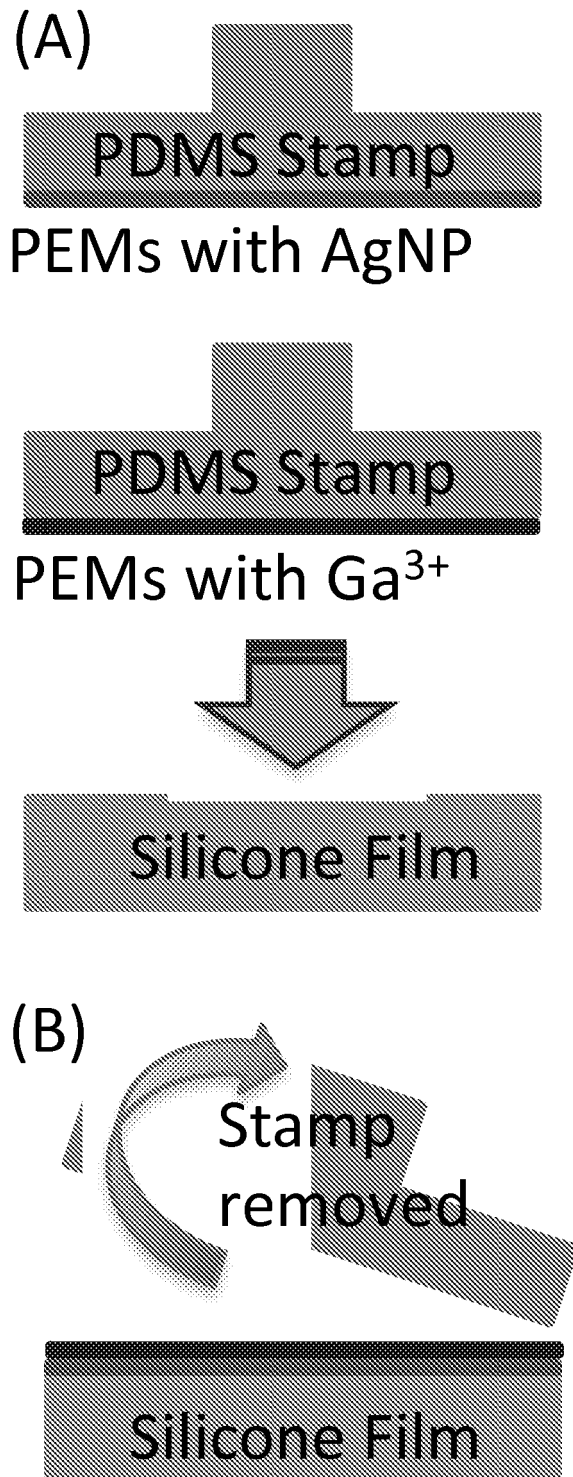 (A)
PDMS Stamp
PEMs with AgNP
PDMS Stamp
PEMs with Ga³⁺
Silicone Film
(B)
Stamp
removed
Silicone Film